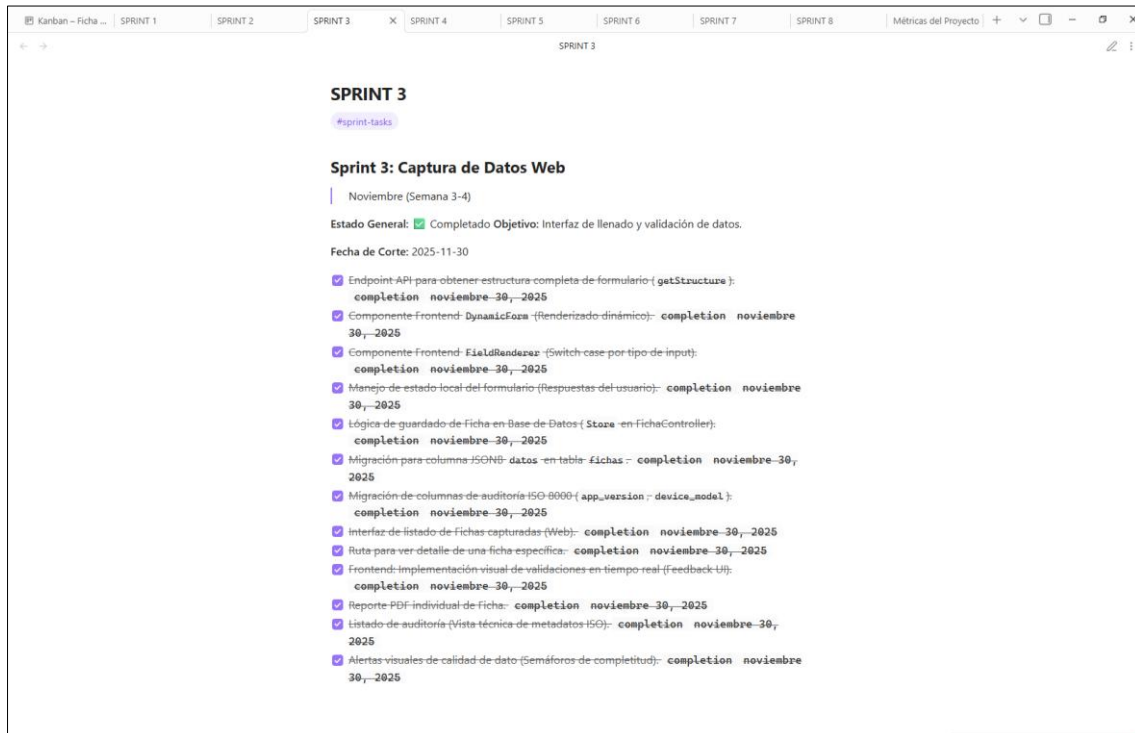 Kanban – Ficha ... SPRINT 1 SPRINT 2 SPRINT 3 SPRINT 4 SPRINT 5 SPRINT 6 SPRINT 7 SPRINT 8 Métricas del Proyecto
SPRINT 3
SPRINT 3
#sprint-tasks
Sprint 3: Captura de Datos Web
Noviembre (Semana 3-4)
Estado General: ✅ Completado Objetivo: Interfaz de llenado y validación de datos.
Fecha de Corte: 2025-11-30
Endpoint API para obtener estructura completa de formulario ( getStructure ).
completion noviembre 30, 2025
Componente Frontend DynamicForm (Renderizado dinámico). completion noviembre
30, 2025
Componente Frontend FieldRenderer (Switch case por tipo de input).
completion noviembre 30, 2025
Manejo de estado local del formulario (Respuestas del usuario). completion noviembre
30, 2025
Lógica de guardado de Ficha en Base de Datos ( Store en FichaController).
completion noviembre 30, 2025
Migración para columna JSONB datos en tabla fichas . completion noviembre 30,
2025
Migración de columnas de auditoría ISO 8000 ( app_version , device_model ).
completion noviembre 30, 2025
Interfaz de listado de Fichas capturadas (Web). completion noviembre 30, 2025
Ruta para ver detalle de una ficha específica. completion noviembre 30, 2025
Frontend: Implementación visual de validaciones en tiempo real (Feedback UI).
completion noviembre 30, 2025
Reporte PDF individual de Ficha. completion noviembre 30, 2025
Listado de auditoría (Vista técnica de metadatos ISO). completion noviembre 30,
2025
Alertas visuales de calidad de dato (Semáforos de completitud). completion noviembre
30, 2025